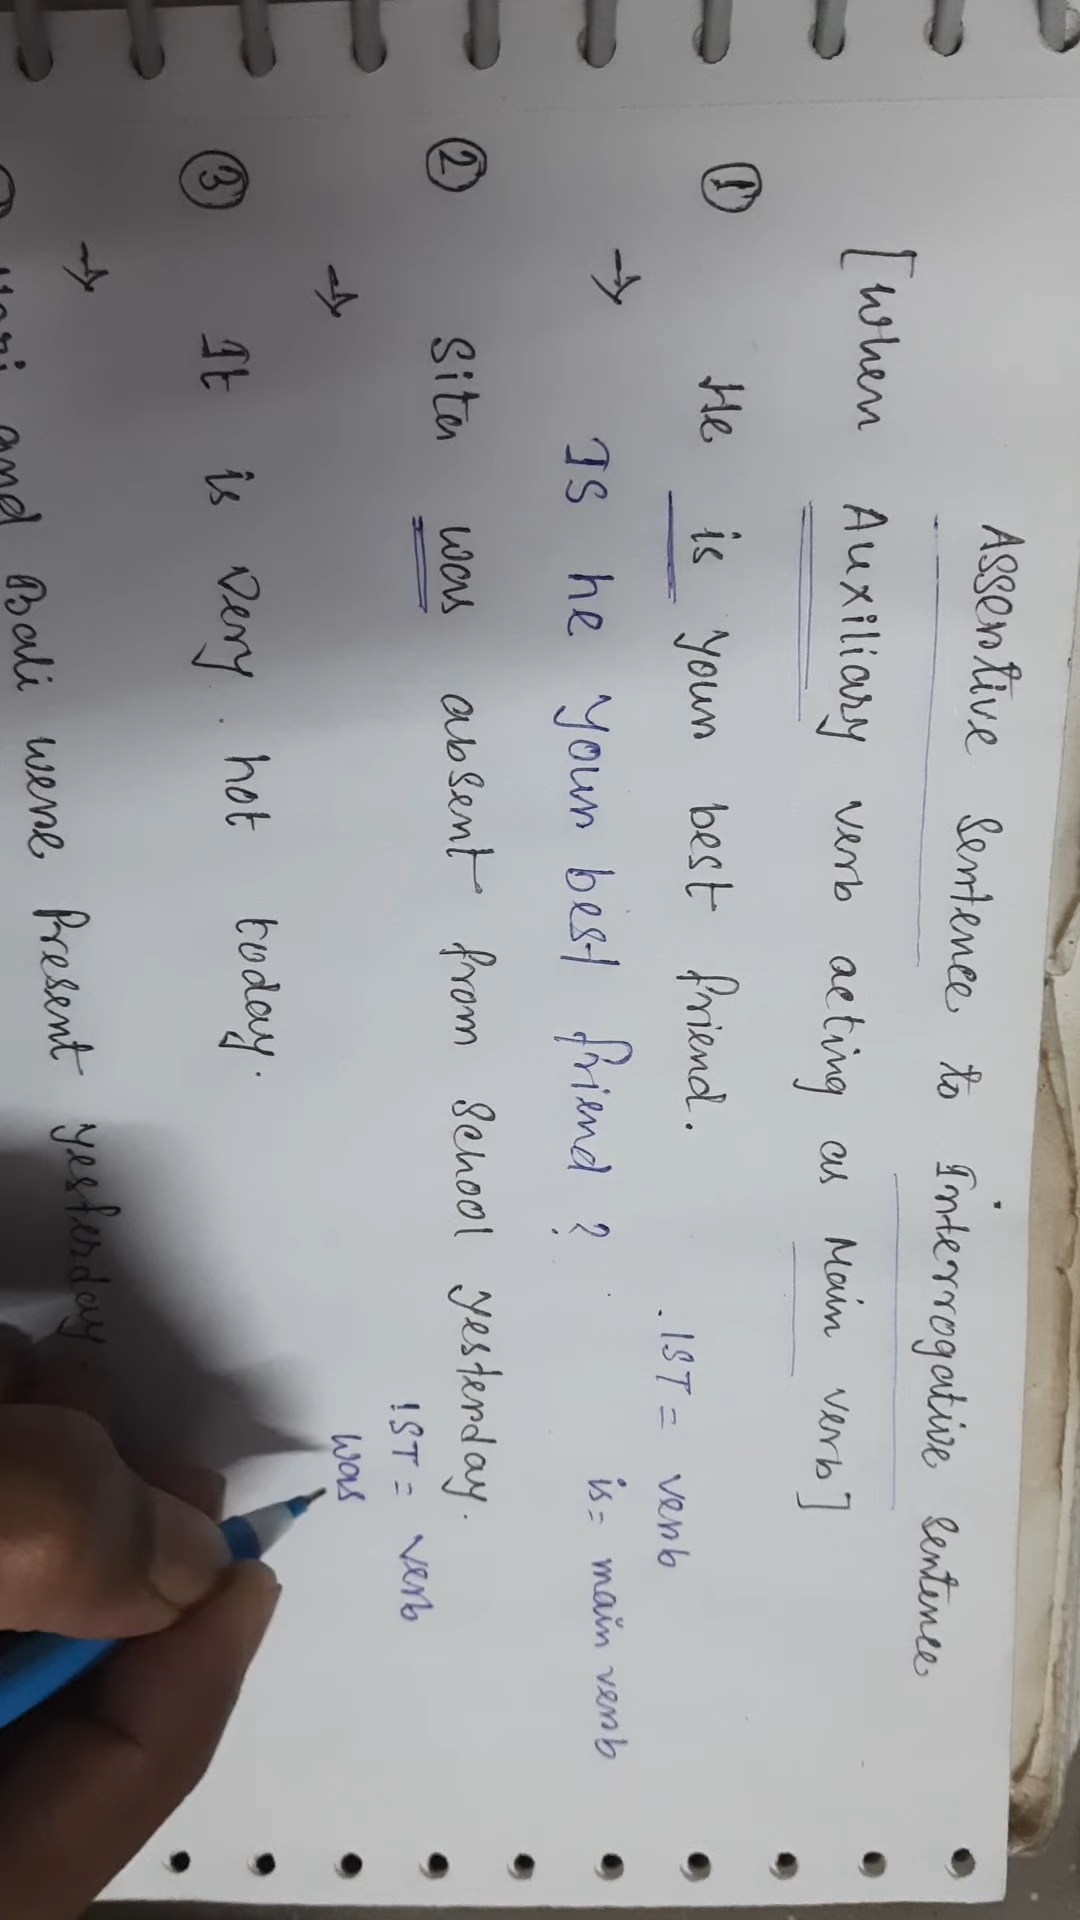 Assertive Sentence to Interrogative Sentence
[When Auxiliary verb acting as Main verb]
① He is your best friend.
1ST = verb
→ IS he your best friend ?
is = main verb
② Sita was absent from School yesterday.
1ST = verb
→
was
③ It is very hot today.
→
and Bali were Present yesterday